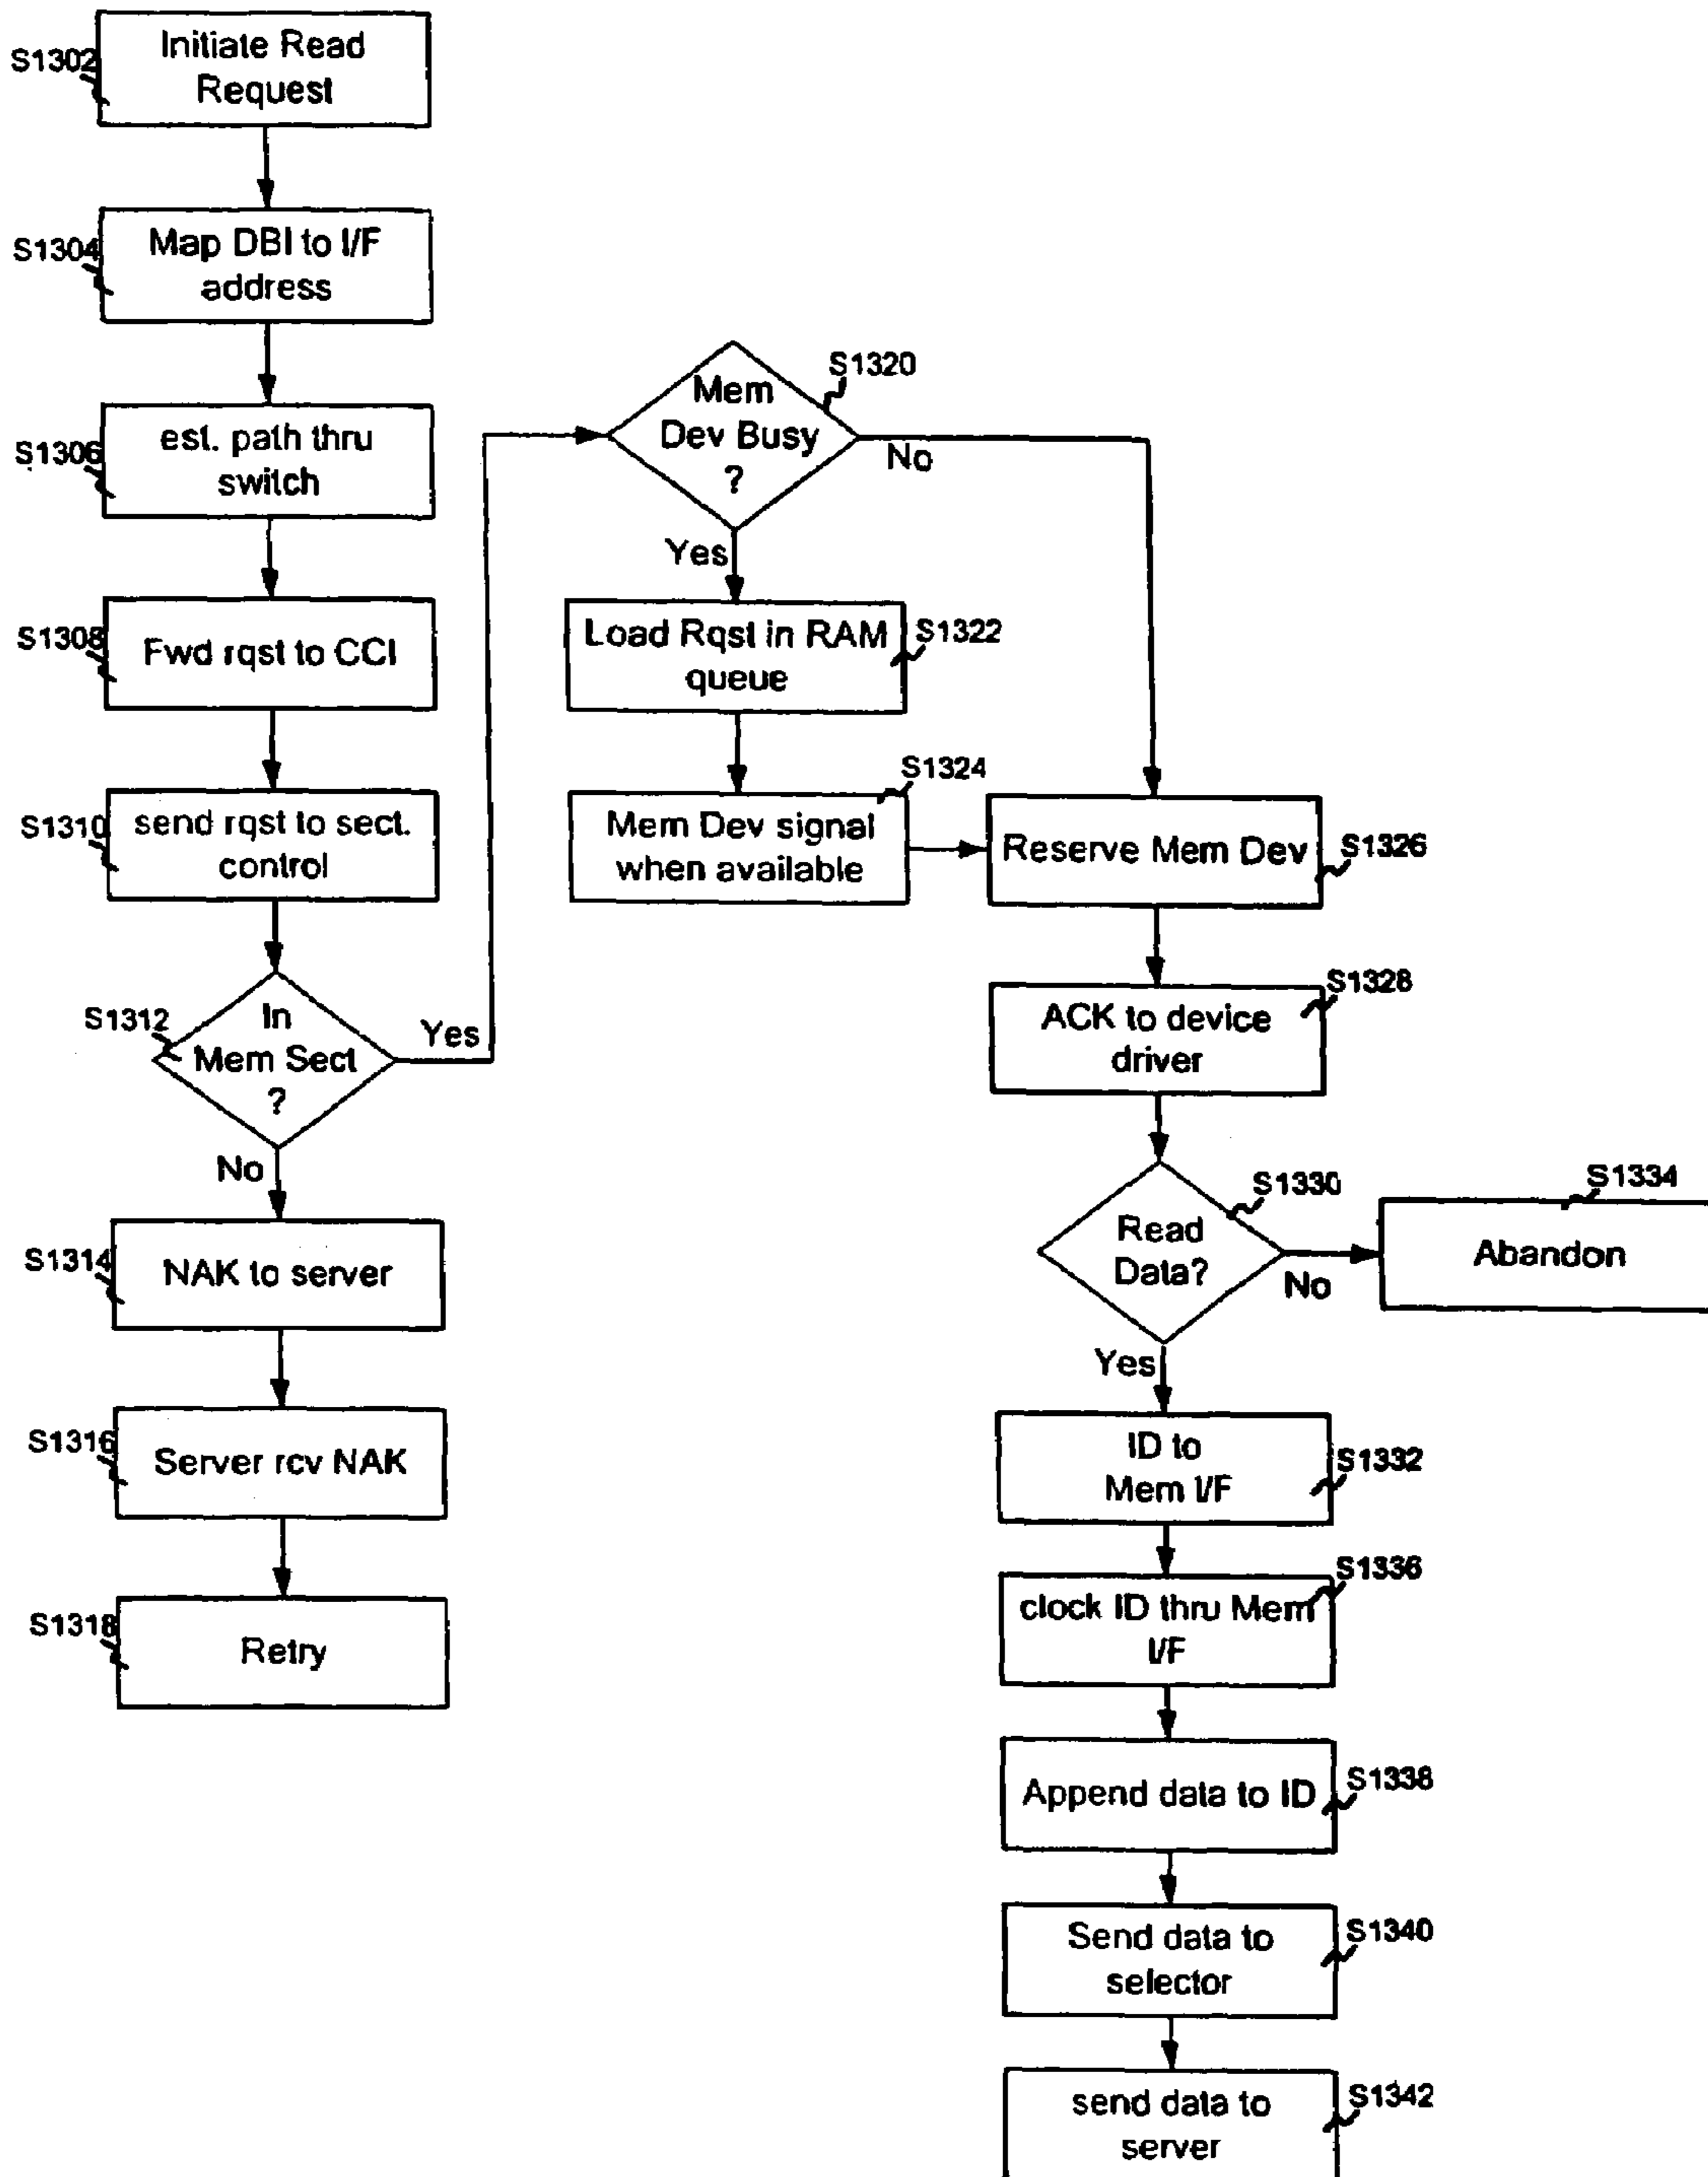 S1302
Initiate Read
Request
S1304
Map DBI to I/F
address
S1306
est. path thru
switch
S1308
Fwd rqst to CCI
S1310
send rqst to sect.
control
S1312
In
Mem Sect
?
Yes
No
S1314
NAK to server
S1316
Server rcv NAK
S1318
Retry
S1320
Mem
Dev Busy
?
No
Yes
S1322
Load Rqst in RAM
queue
S1324
Mem Dev signal
when available
S1326
Reserve Mem Dev
S1328
ACK to device
driver
S1330
Read
Data?
No
S1334
Abandon
Yes
S1332
ID to
Mem I/F
S1336
clock ID thru Mem
I/F
S1338
Append data to ID
S1340
Send data to
selector
S1342
send data to
server